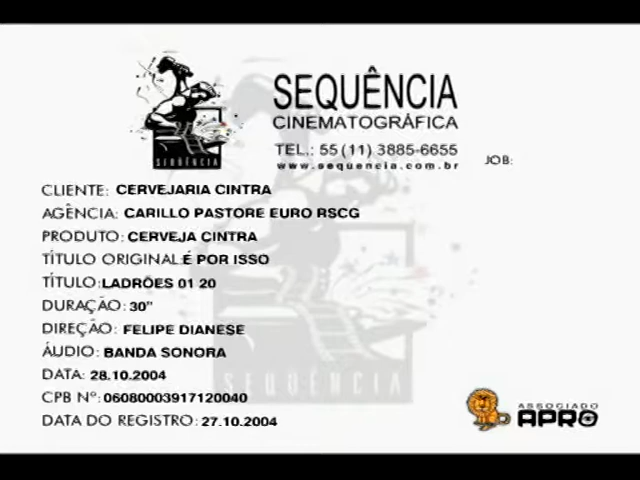 SEQUÊNCIA
CINEMATOGRÁFICA
TEL.: 55 (11) 3885-6655
www.sequencia.com.br
JOB:
SEQUÊNCIA
CLIENTE: CERVEJARIA CINTRA
AGÊNCIA: CARILLO PASTORE EURO RSCG
PRODUTO: CERVEJA CINTRA
TÍTULO ORIGINAL: É POR ISSO
TÍTULO: LADRÕES 01 20
DURAÇÃO: 30"
DIREÇÃO: FELIPE DIANESE
ÁUDIO: BANDA SONORA
DATA: 28.10.2004
CPB Nº: 06080003917120040
DATA DO REGISTRO: 27.10.2004
SEQUÊNCIA
ASSOCIADO
APRO